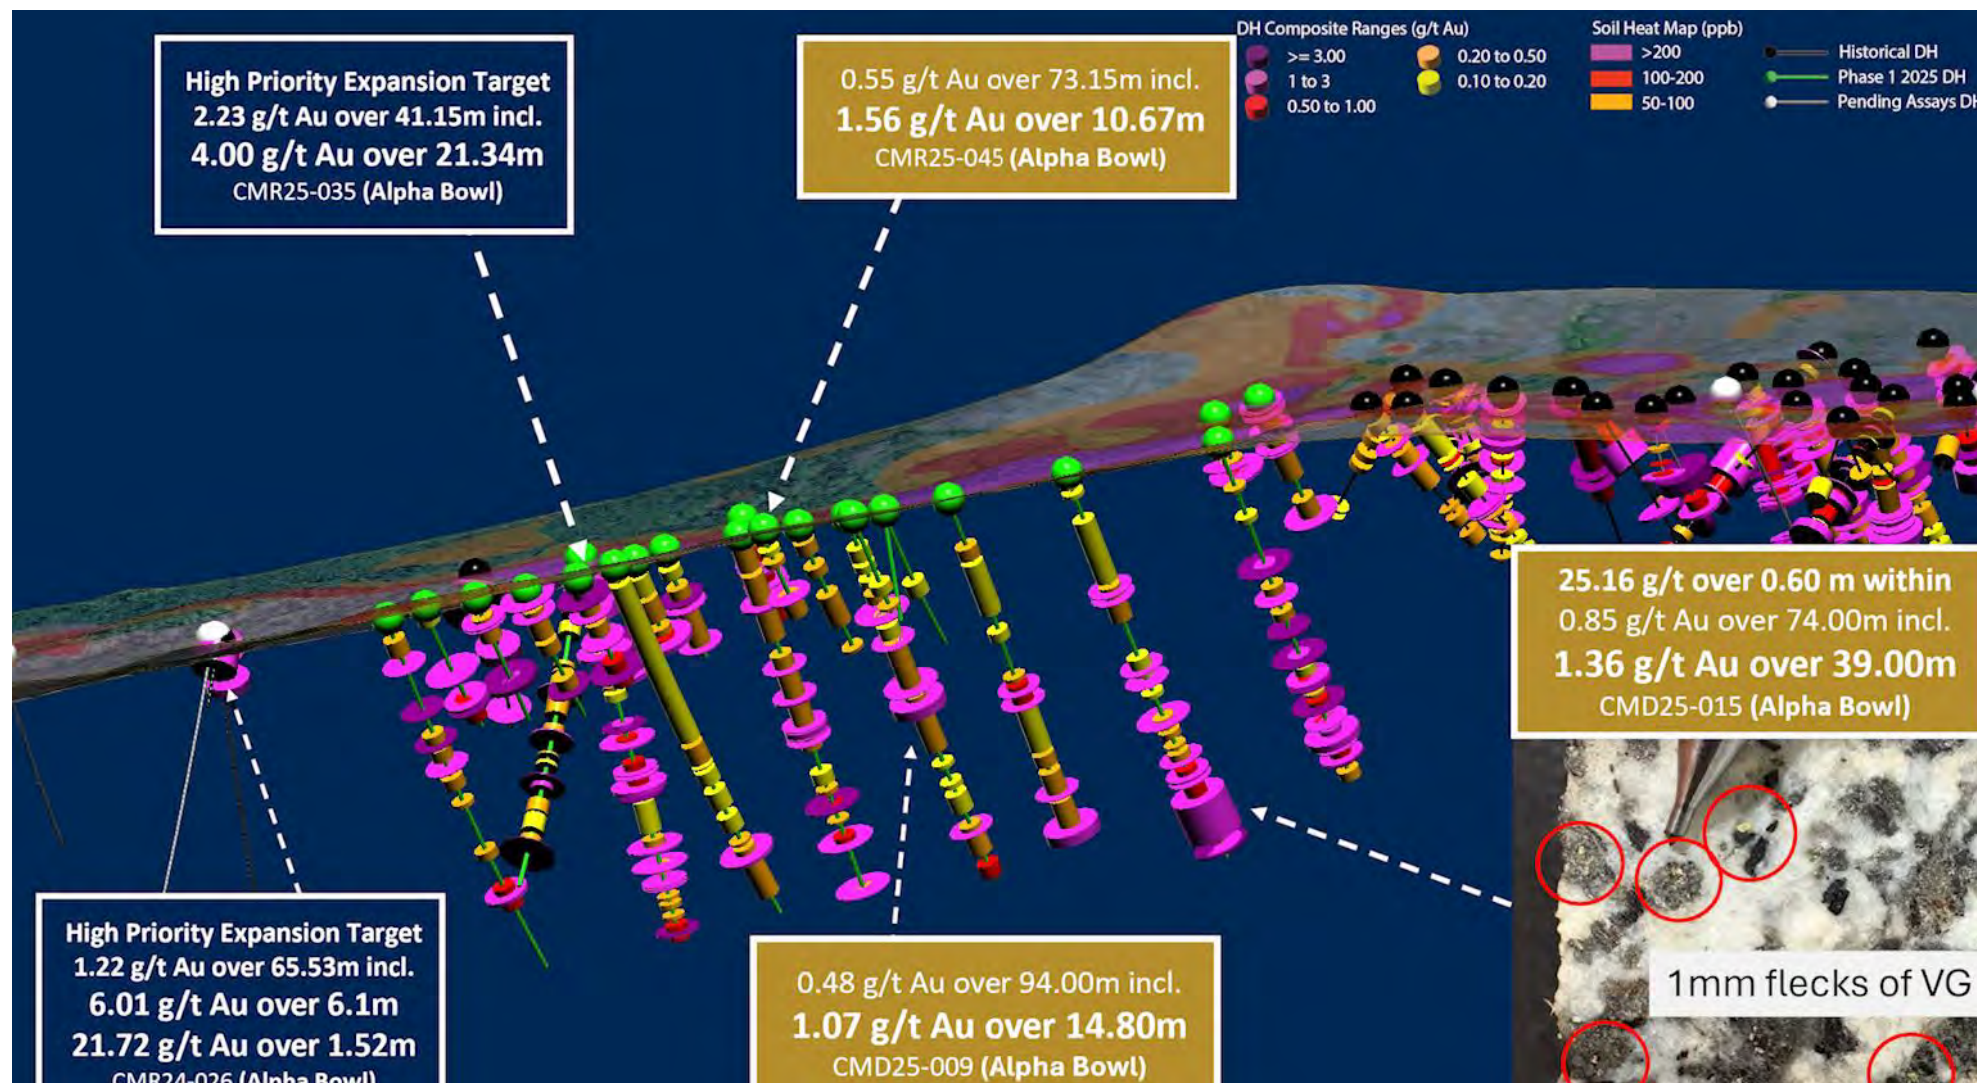 High Priority Expansion Target
2.23 g/t Au over 41.15m incl.
4.00 g/t Au over 21.34m
CMR25-035 (Alpha Bowl)
0.55 g/t Au over 73.15m incl.
1.56 g/t Au over 10.67m
CMR25-045 (Alpha Bowl)
DH Composite Ranges (g/t Au)
>= 3.00
1 to 3
0.50 to 1.00
0.20 to 0.50
0.10 to 0.20
Soil Heat Map (ppb)
>200
100-200
50-100
Historical DH
Phase 1 2025 DH
Pending Assays DH
25.16 g/t over 0.60 m within
0.85 g/t Au over 74.00m incl.
1.36 g/t Au over 39.00m
CMD25-015 (Alpha Bowl)
1mm flecks of VG
High Priority Expansion Target
1.22 g/t Au over 65.53m incl.
6.01 g/t Au over 6.1m
21.72 g/t Au over 1.52m
CMR24-026 (Alpha Bowl)
0.48 g/t Au over 94.00m incl.
1.07 g/t Au over 14.80m
CMD25-009 (Alpha Bowl)